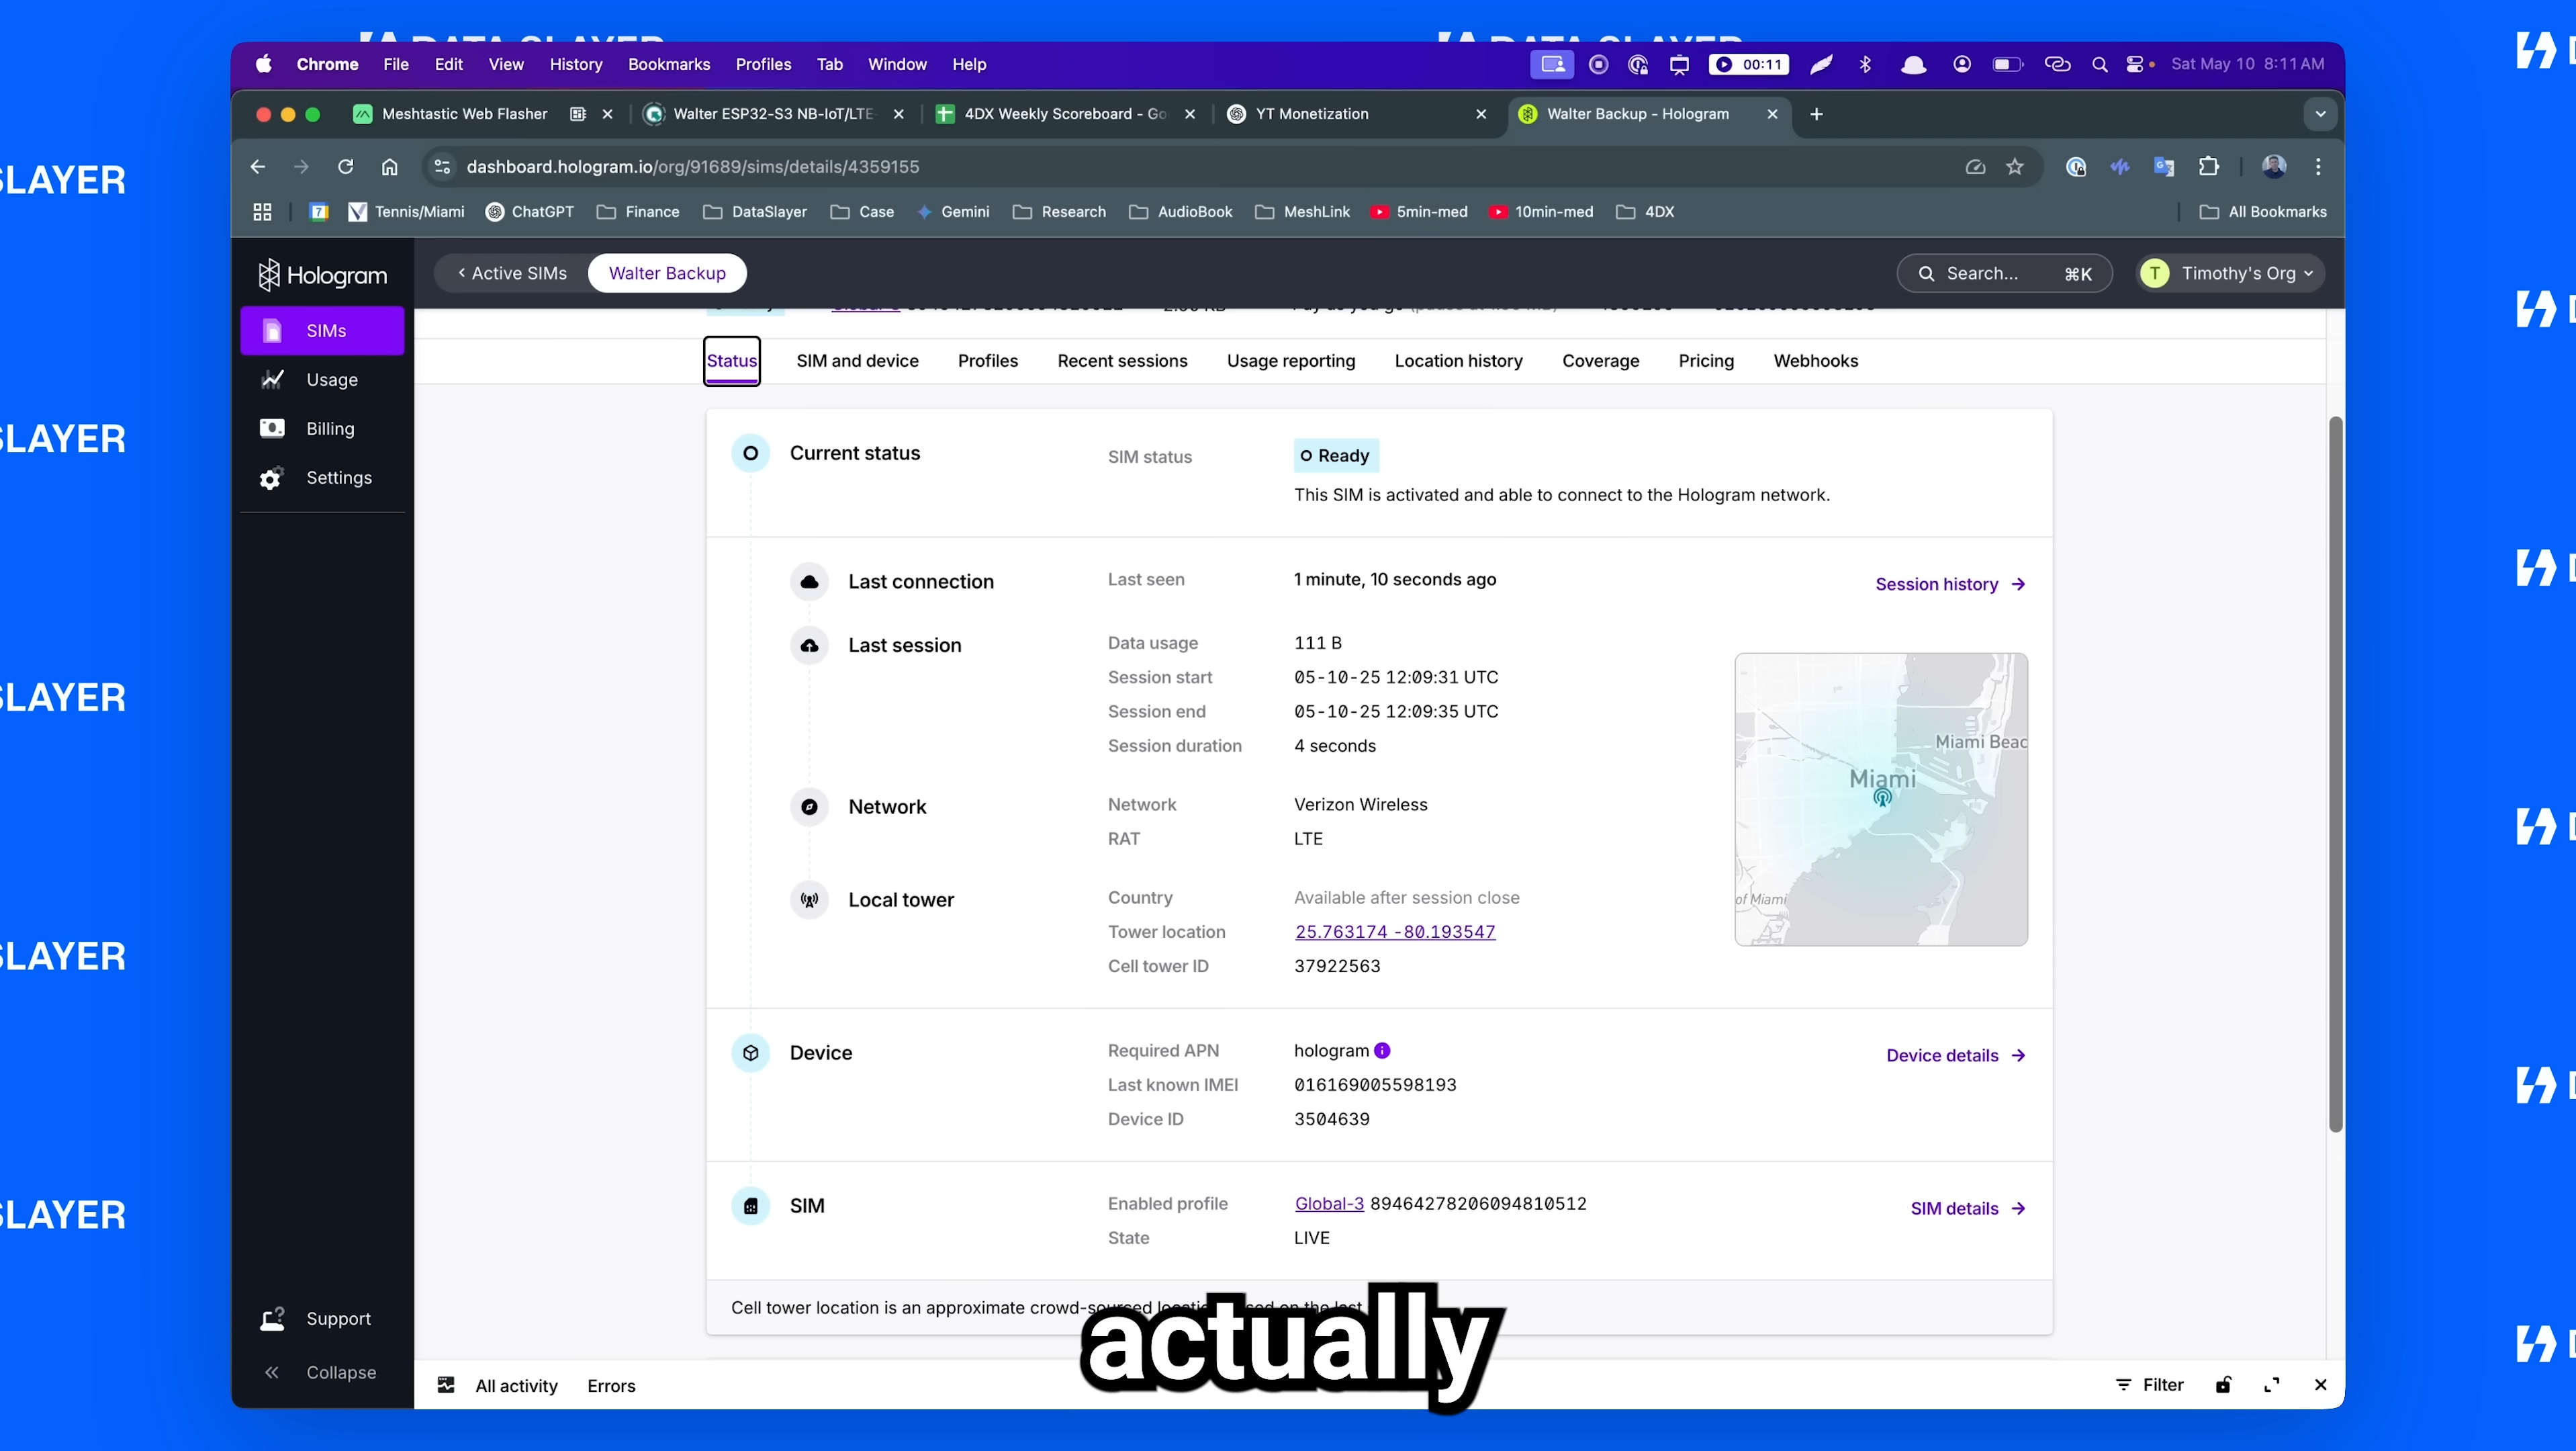 DATA SLAYER
DATA SLAYER
Chrome File Edit View History Bookmarks Profiles Tab Window Help
00:11
Sat May 10 8:11 AM
Meshtastic Web Flasher
Walter ESP32-S3 NB-IoT/LTE-
4DX Weekly Scoreboard - Go
YT Monetization
Walter Backup - Hologram
dashboard.hologram.io/org/91689/sims/details/4359155
7 Tennis/Miami ChatGPT Finance DataSlayer Case Gemini Research AudioBook MeshLink 5min-med 10min-med 4DX All Bookmarks
Hologram
Active SIMs Walter Backup
Search... ⌘K
T Timothy's Org
SIMs
Usage
Billing
Settings
Support
Collapse
Status SIM and device Profiles Recent sessions Usage reporting Location history Coverage Pricing Webhooks
Current status SIM status Ready
This SIM is activated and able to connect to the Hologram network.
Last connection Last seen 1 minute, 10 seconds ago Session history →
Last session Data usage 111 B
Session start 05-10-25 12:09:31 UTC
Session end 05-10-25 12:09:35 UTC
Session duration 4 seconds
Network Network Verizon Wireless
RAT LTE
Local tower Country Available after session close
Tower location 25.763174 -80.193547
Cell tower ID 37922563
Miami Beac
Miami
of Miami
Device Required APN hologram Device details →
Last known IMEI 016169005598193
Device ID 3504639
SIM Enabled profile Global-3 89464278206094810512 SIM details →
State LIVE
Cell tower location is an approximate crowd-sourced location based on the last
actually
All activity Errors Filter
SLAYER
SLAYER
SLAYER
SLAYER
SLAYER